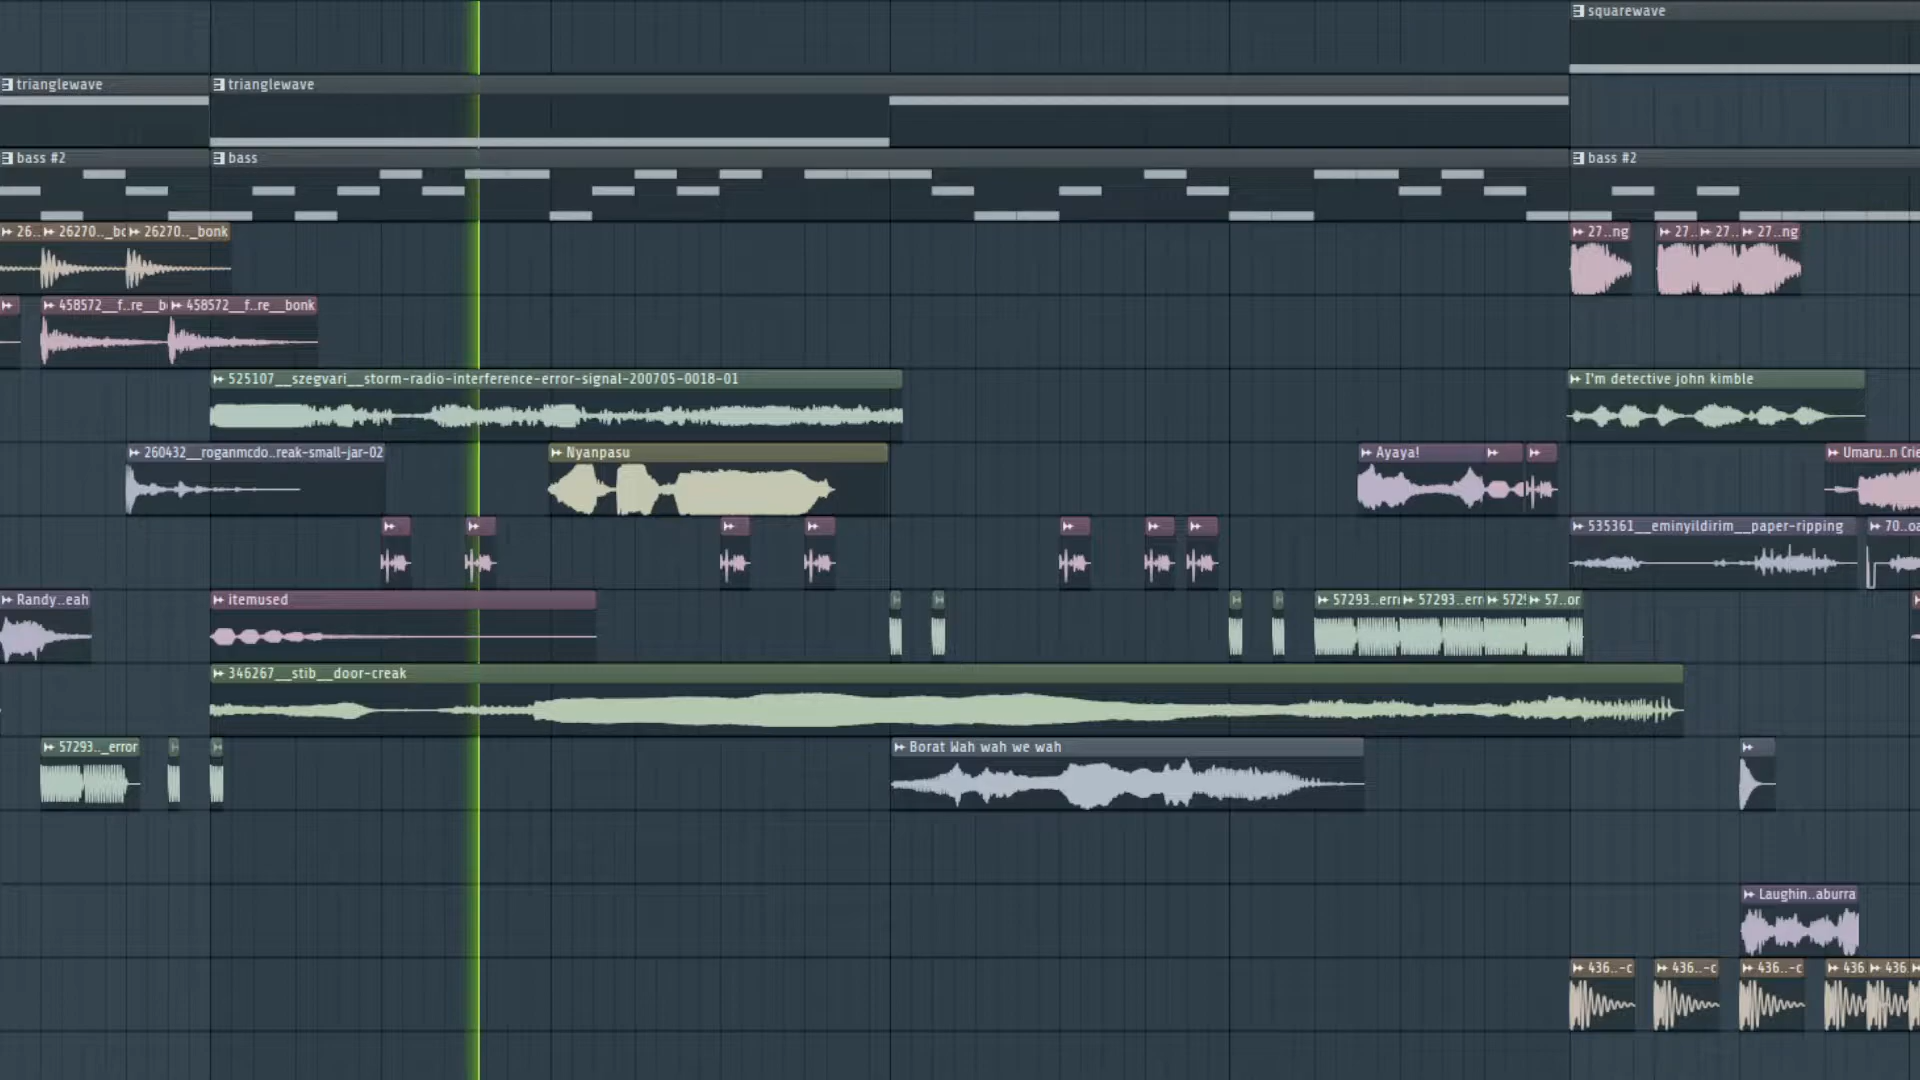 squarewave
trianglewave trianglewave
bass #2 bass bass #2
26.. 26270.._bo 26270.._bonk 27..ng 27.. 27.. 27..ng
458572__f..re__b 458572__f..re__bonk
525107__szegvari__storm-radio-interference-error-signal-200705-0018-01 I'm detective john kimble
260432__roganmcdo..reak-small-jar-02 Nyanpasu Ayaya! Umaru..n Crie
535361__eminyildirim__paper-ripping 70..oa
Randy..eah itemused 57293..erri 57293..err 572 57..or
346267__stib__door-creak
57293.._error Borat Wah wah we wah
Laughin..aburra
436..-c 436..-c 436..-c 436 436